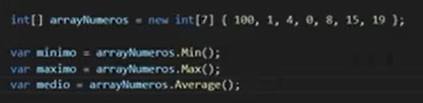 int[] arrayNumeros = new int[7] { 100, 1, 4, 0, 8, 15, 19 };
var minimo = arrayNumeros.Min();
var maximo = arrayNumeros.Max();
var medio = arrayNumeros.Average();